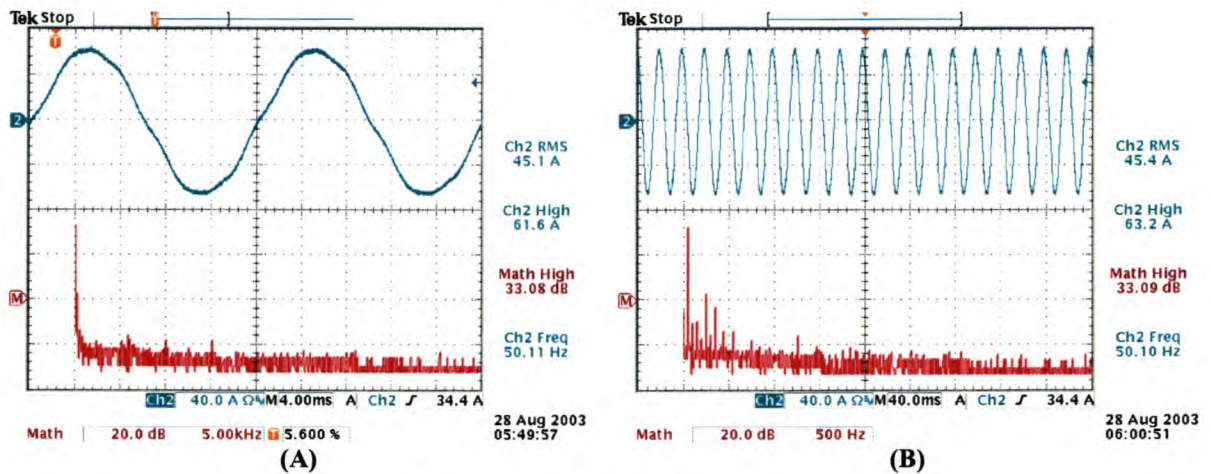 Tek Stop
T
T
2
Ch2 RMS
45.1 A
Ch2 High
61.6 A
M
Math High
33.08 dB
Ch2 Freq
50.11 Hz
Ch2 40.0 A Ω M 4.00ms A Ch2 34.4 A
28 Aug 2003
05:49:57
Math 20.0 dB 5.00kHz T 5.600 %
(A)
Tek Stop
2
Ch2 RMS
45.4 A
Ch2 High
63.2 A
M
Math High
33.09 dB
Ch2 Freq
50.10 Hz
Ch2 40.0 A Ω M 40.0ms A Ch2 34.4 A
28 Aug 2003
06:00:51
Math 20.0 dB 500 Hz
(B)